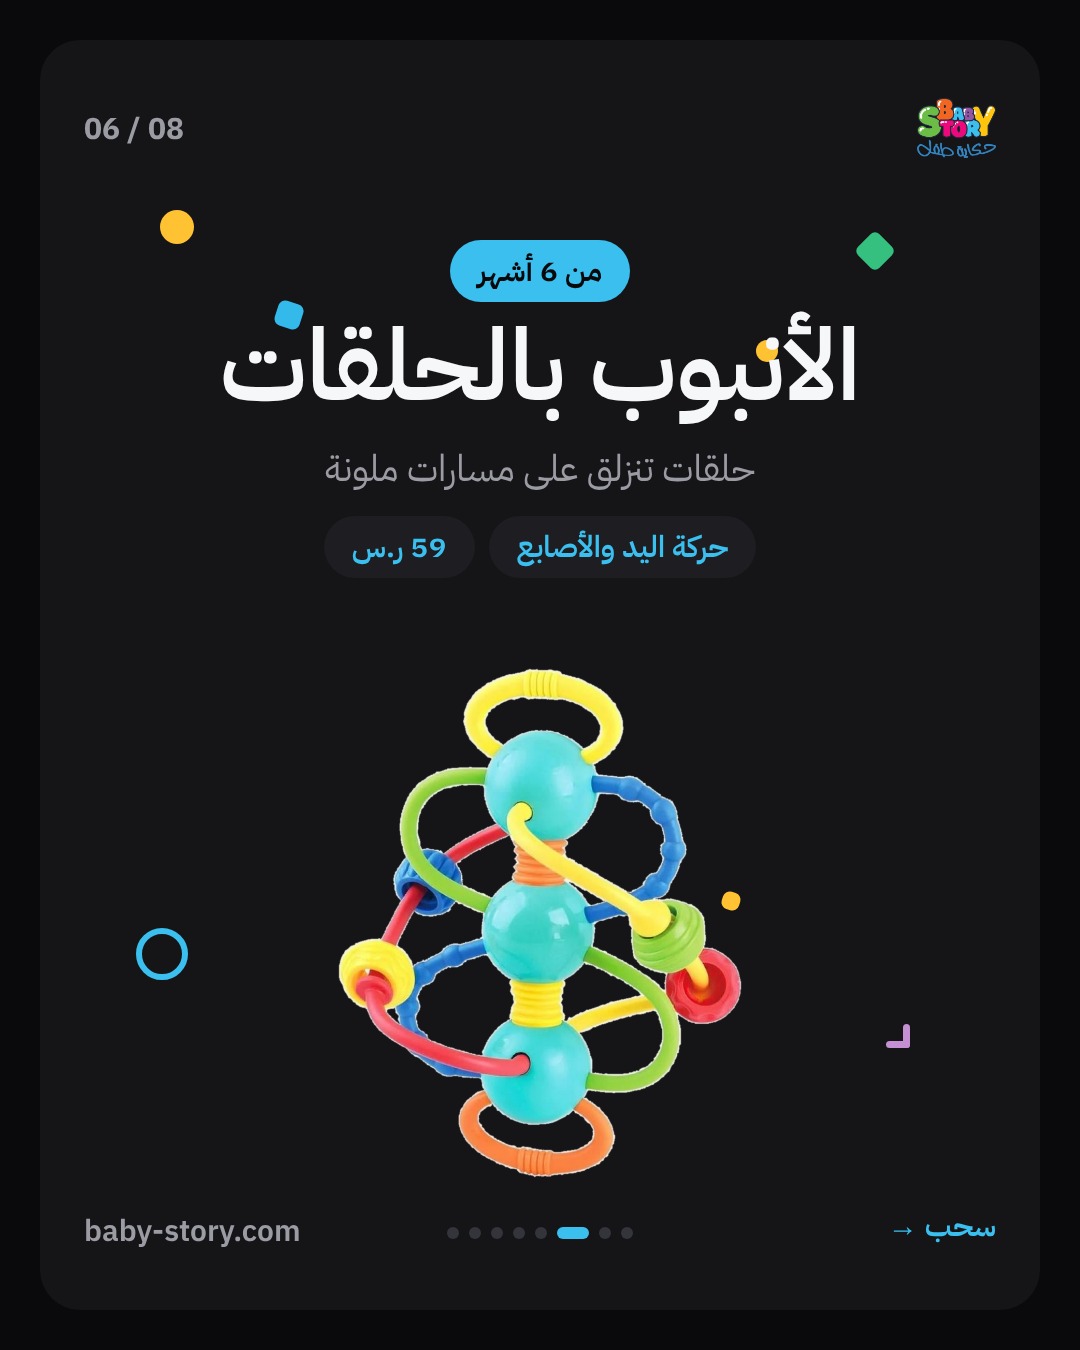 06 / 08
BABY STORY
حكاية طفل
من 6 أشهر
الأنبوب بالحلقات
حلقات تنزلق على مسارات ملونة
حركة اليد والأصابع
59 ر.س
baby-story.com
سحب →